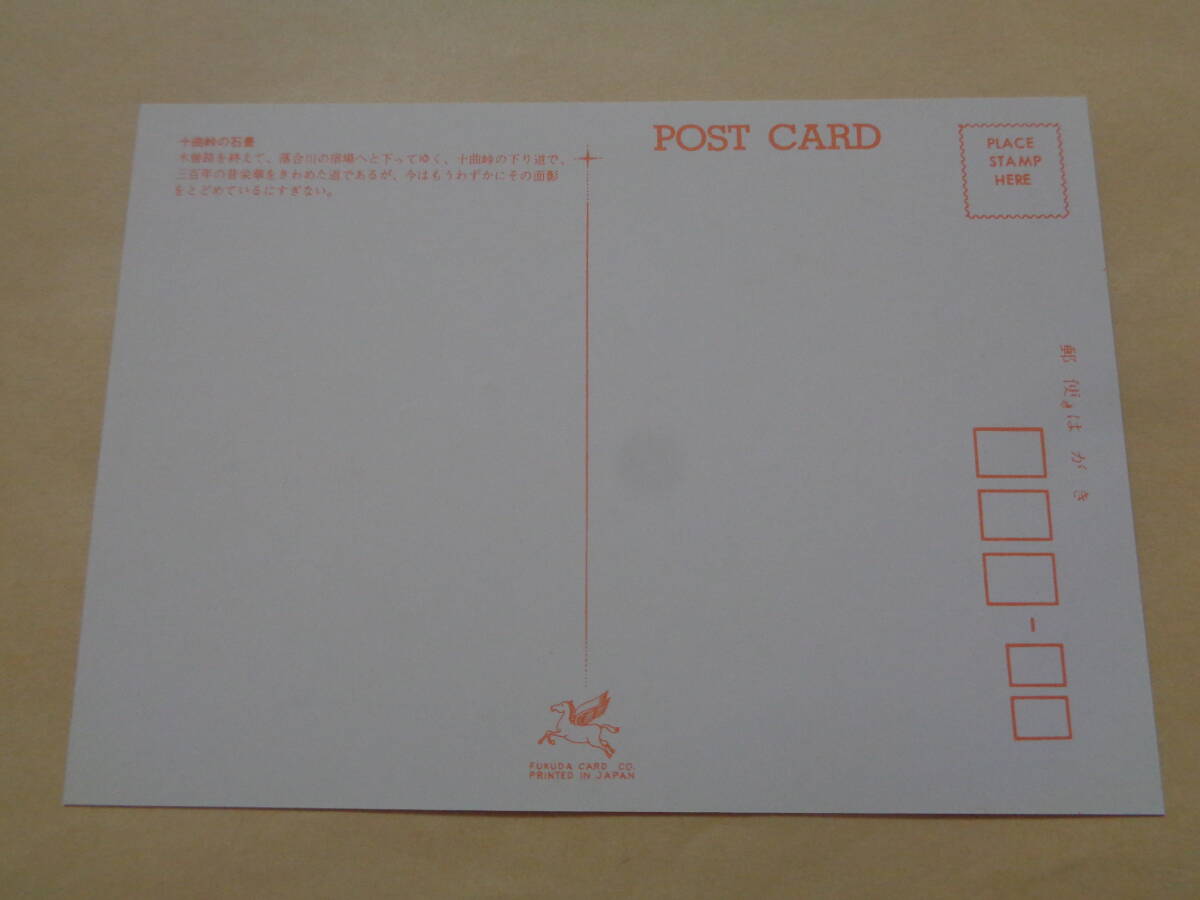 十曲峠の石畳
木曽路を終えて、落合川の宿場へと下ってゆく、十曲峠の下り道で、
三百年の昔栄華をきわめた道であるが、今はもうわずかにその面影
をとどめているにすぎない。
POST CARD
PLACE
STAMP
HERE
郵便はがき
FUKUDA CARD CO.
PRINTED IN JAPAN